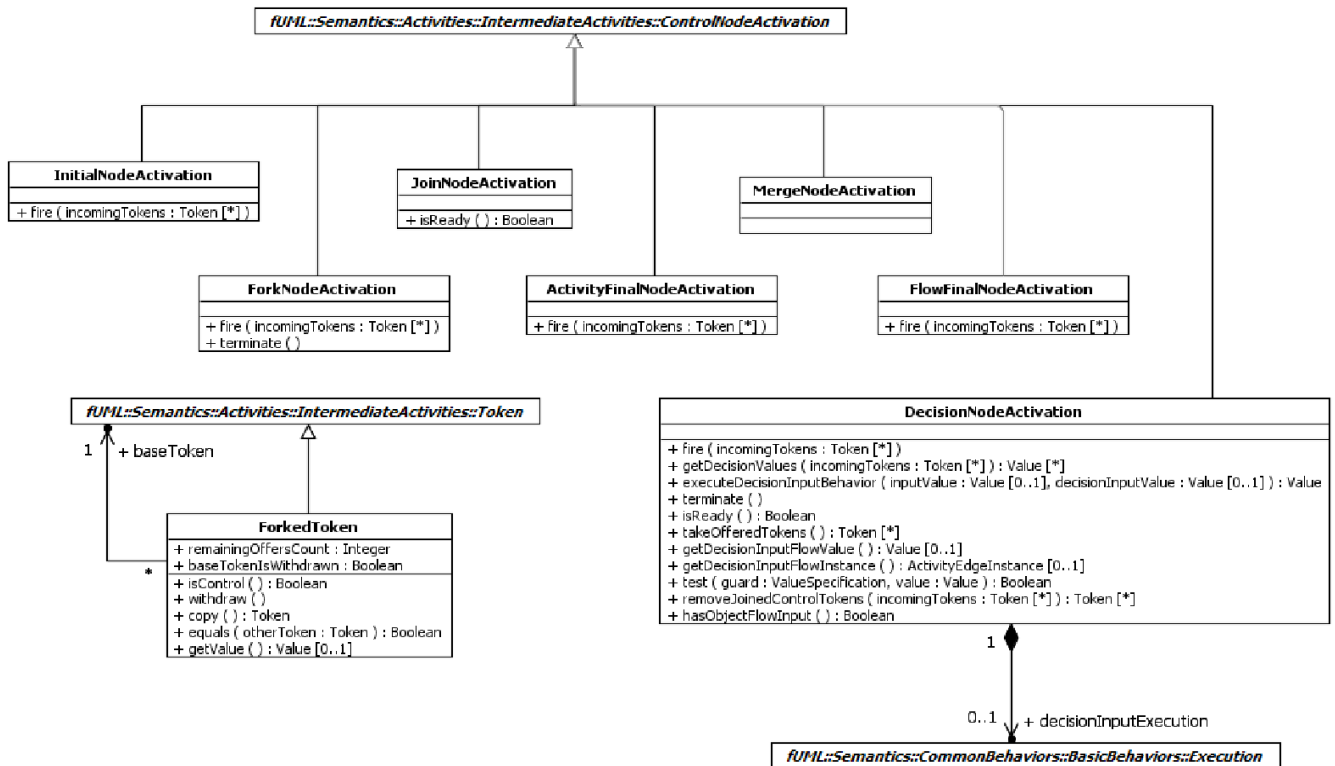 fUML::Semantics::Activities::IntermediateActivities::ControlNodeActivation
InitialNodeActivation
+ fire ( incomingTokens : Token [*] )
JoinNodeActivation
+ isReady ( ) : Boolean
MergeNodeActivation
ForkNodeActivation
+ fire ( incomingTokens : Token [*] )
+ terminate ( )
ActivityFinalNodeActivation
+ fire ( incomingTokens : Token [*] )
FlowFinalNodeActivation
+ fire ( incomingTokens : Token [*] )
fUML::Semantics::Activities::IntermediateActivities::Token
1
+ baseToken
ForkedToken
+ remainingOffersCount : Integer
+ baseTokenIsWithdrawn : Boolean
*
+ isControl ( ) : Boolean
+ withdraw ( )
+ copy ( ) : Token
+ equals ( otherToken : Token ) : Boolean
+ getValue ( ) : Value [0..1]
DecisionNodeActivation
+ fire ( incomingTokens : Token [*] )
+ getDecisionValues ( incomingTokens : Token [*] ) : Value [*]
+ executeDecisionInputBehavior ( inputValue : Value [0..1], decisionInputValue : Value [0..1] ) : Value
+ terminate ( )
+ isReady ( ) : Boolean
+ takeOfferedTokens ( ) : Token [*]
+ getDecisionInputFlowValue ( ) : Value [0..1]
+ getDecisionInputFlowInstance ( ) : ActivityEdgeInstance [0..1]
+ test ( guard : ValueSpecification, value : Value ) : Boolean
+ removeJoinedControlTokens ( incomingTokens : Token [*] ) : Token [*]
+ hasObjectFlowInput ( ) : Boolean
1
0..1
+ decisionInputExecution
fUML::Semantics::CommonBehaviors::BasicBehaviors::Execution